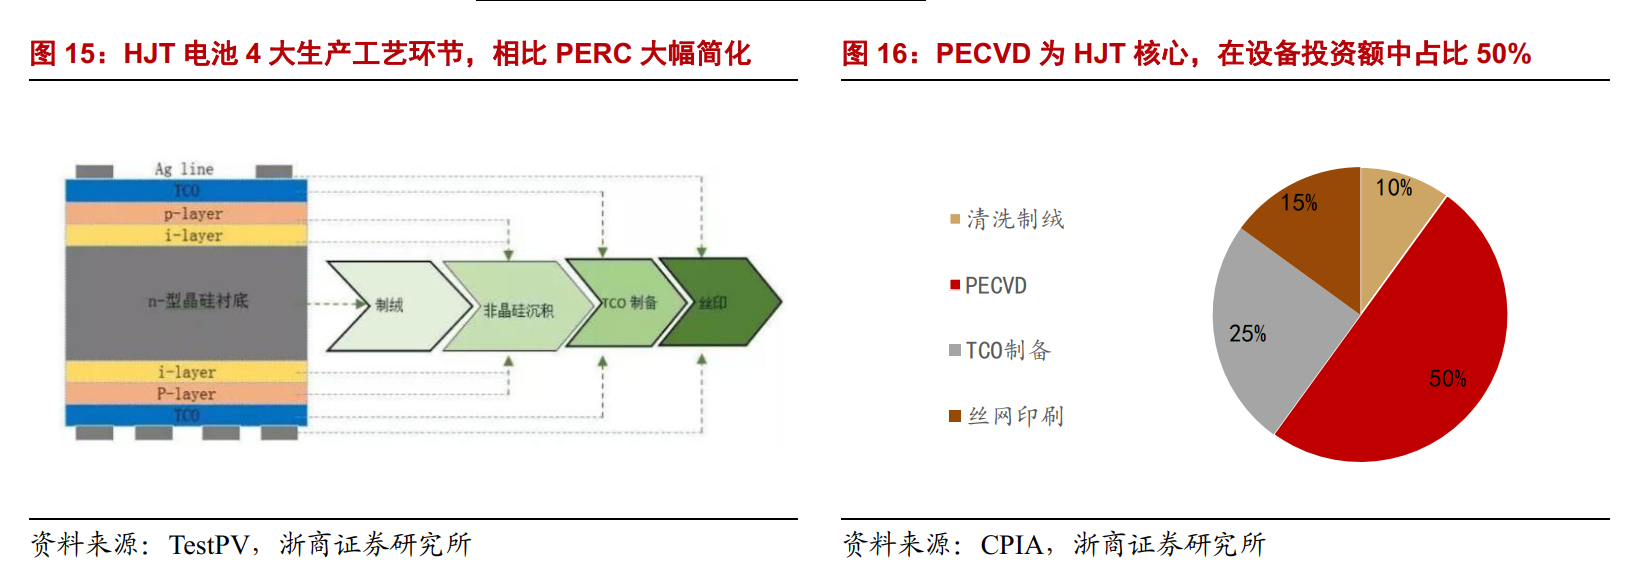 图 15：HJT 电池 4 大生产工艺环节，相比 PERC 大幅简化
Ag line
TCO
p-layer
i-layer
n-型晶硅衬底
i-layer
P-layer
TCO
制绒
非晶硅沉积
TCO 制备
丝印
资料来源：TestPV，浙商证券研究所
图 16：PECVD 为 HJT 核心，在设备投资额中占比 50%
清洗制绒
PECVD
TCO制备
丝网印刷
10%
15%
25%
50%
资料来源：CPIA，浙商证券研究所